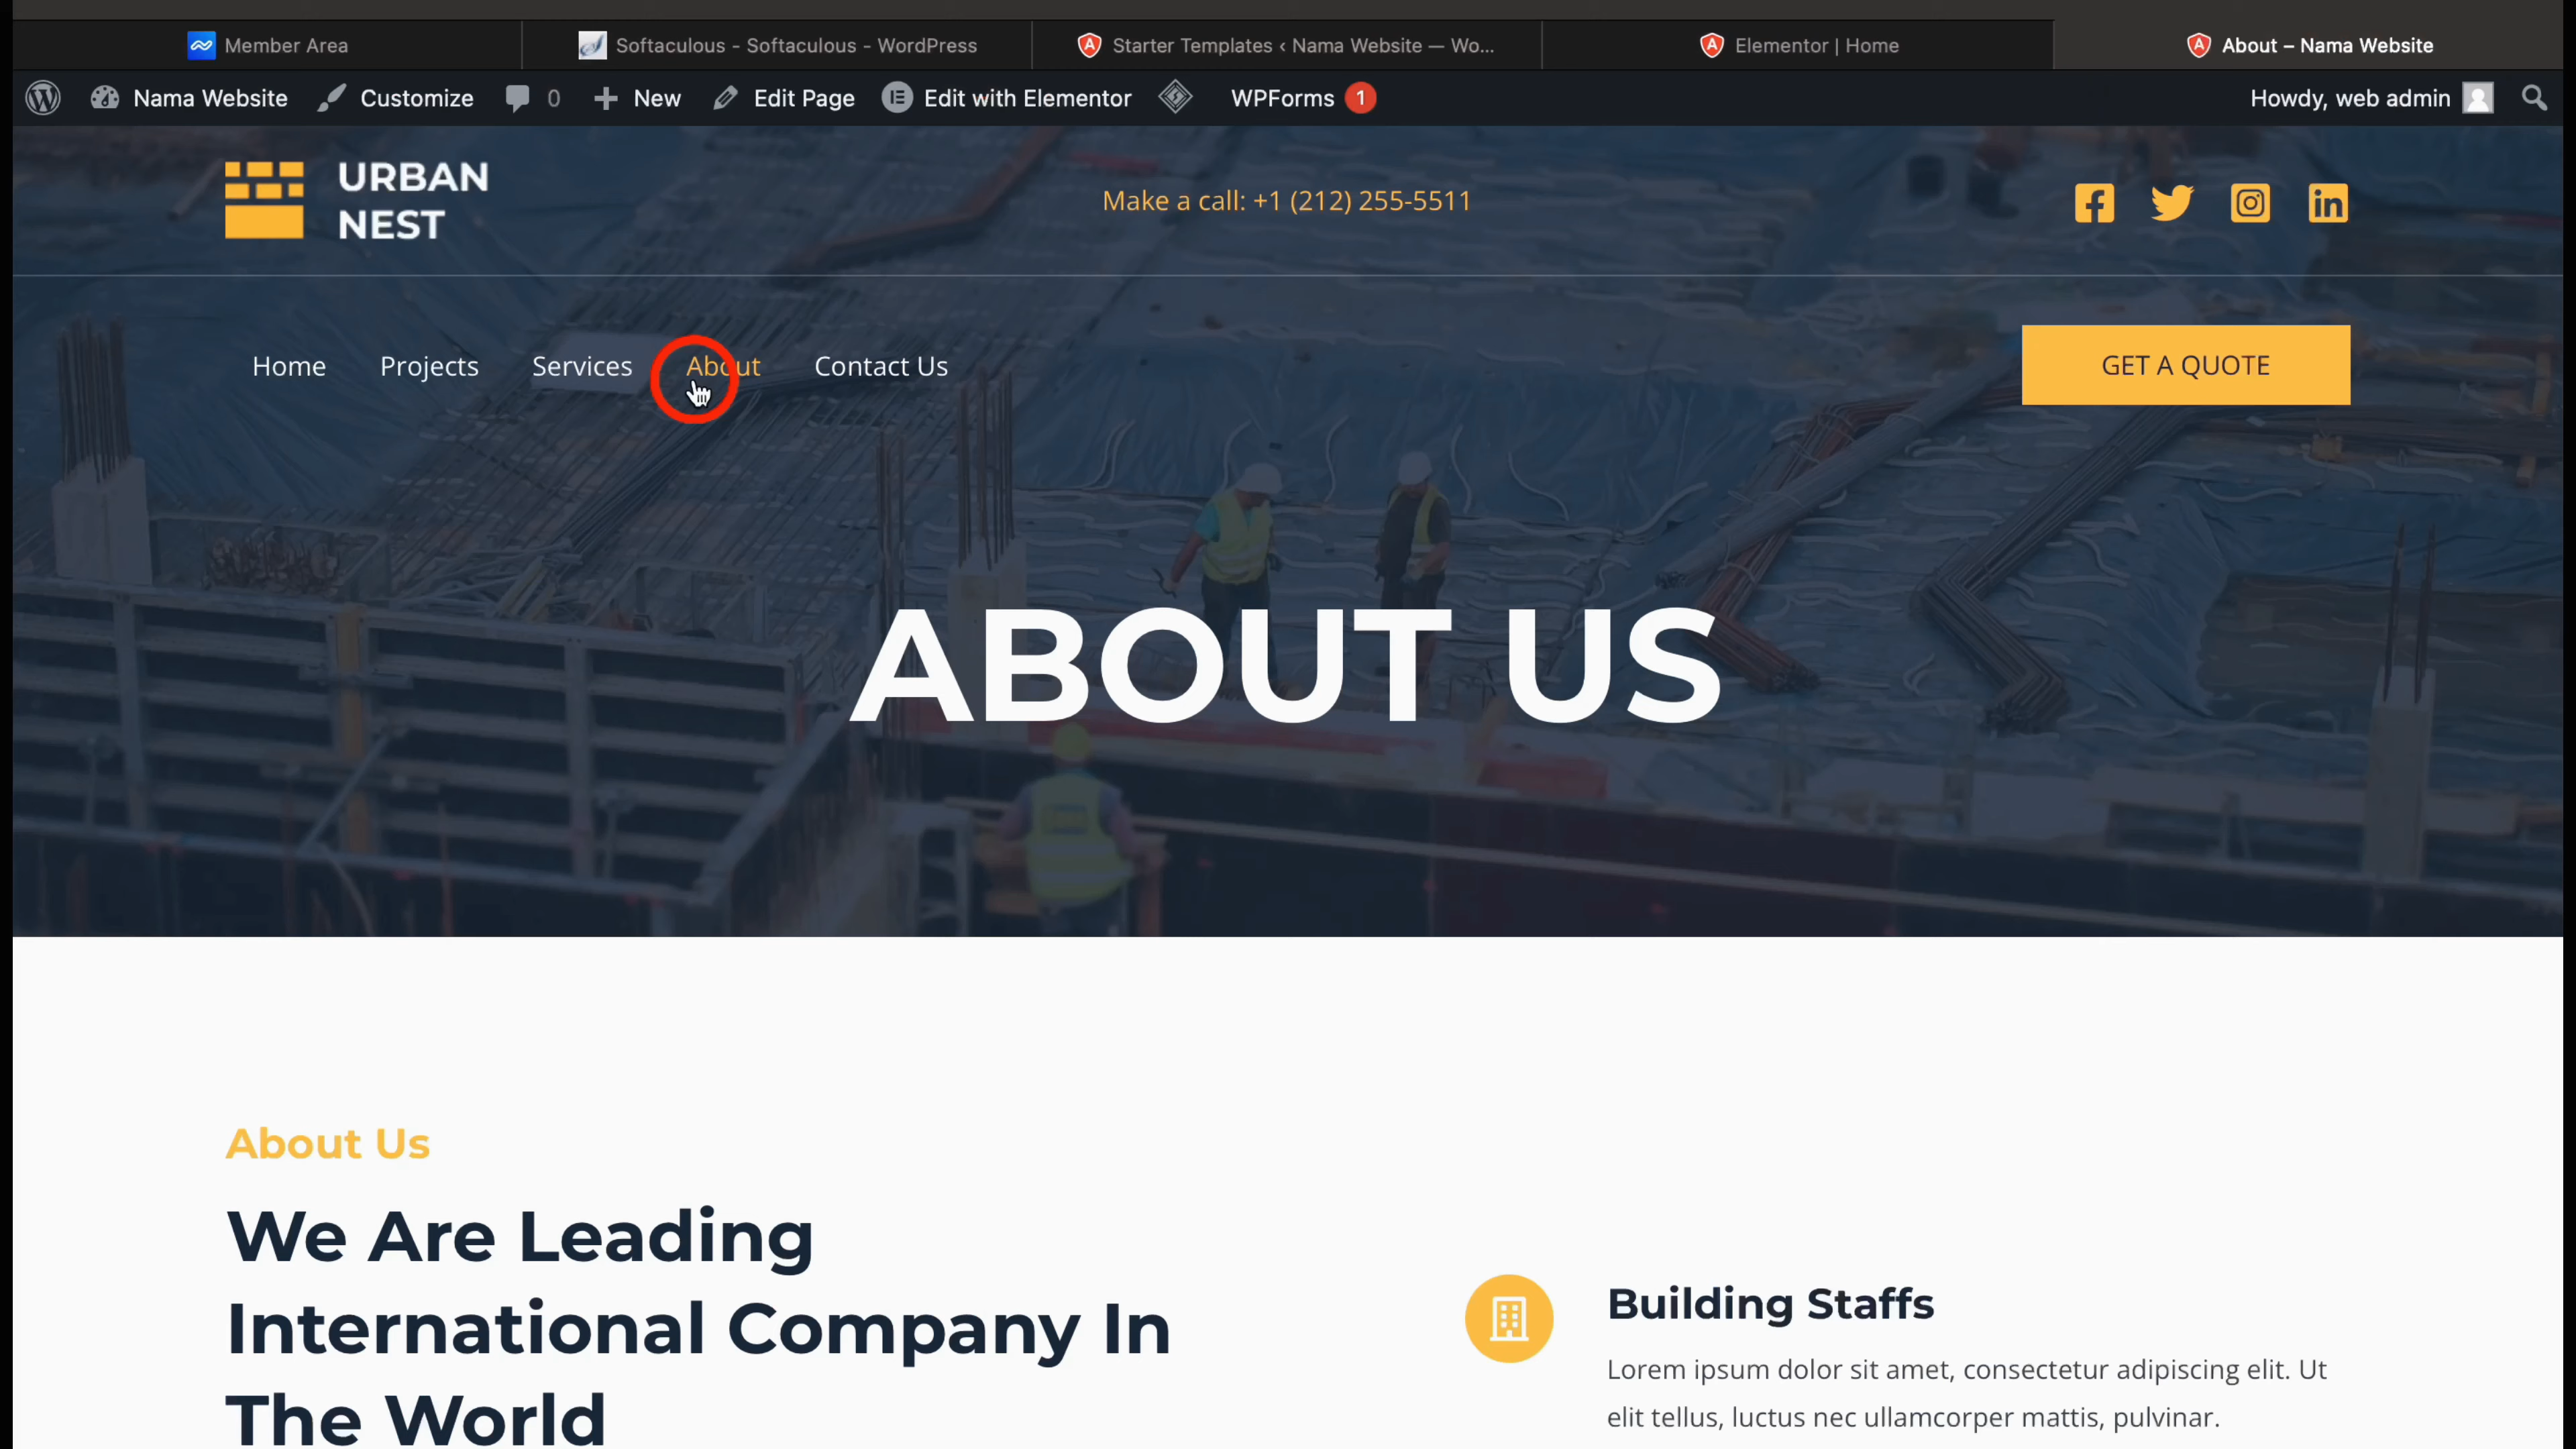 Member Area
Softaculous - Softaculous - WordPress
Starter Templates ‹ Nama Website — Wo...
Elementor | Home
About – Nama Website
Nama Website
Customize
0
New
Edit Page
Edit with Elementor
WPForms 1
Howdy, web admin
URBAN
NEST
Make a call: +1 (212) 255-5511
Home
Projects
Services
About
Contact Us
GET A QUOTE
ABOUT US
About Us
We Are Leading
International Company In
The World
Building Staffs
Lorem ipsum dolor sit amet, consectetur adipiscing elit. Ut
elit tellus, luctus nec ullamcorper mattis, pulvinar.